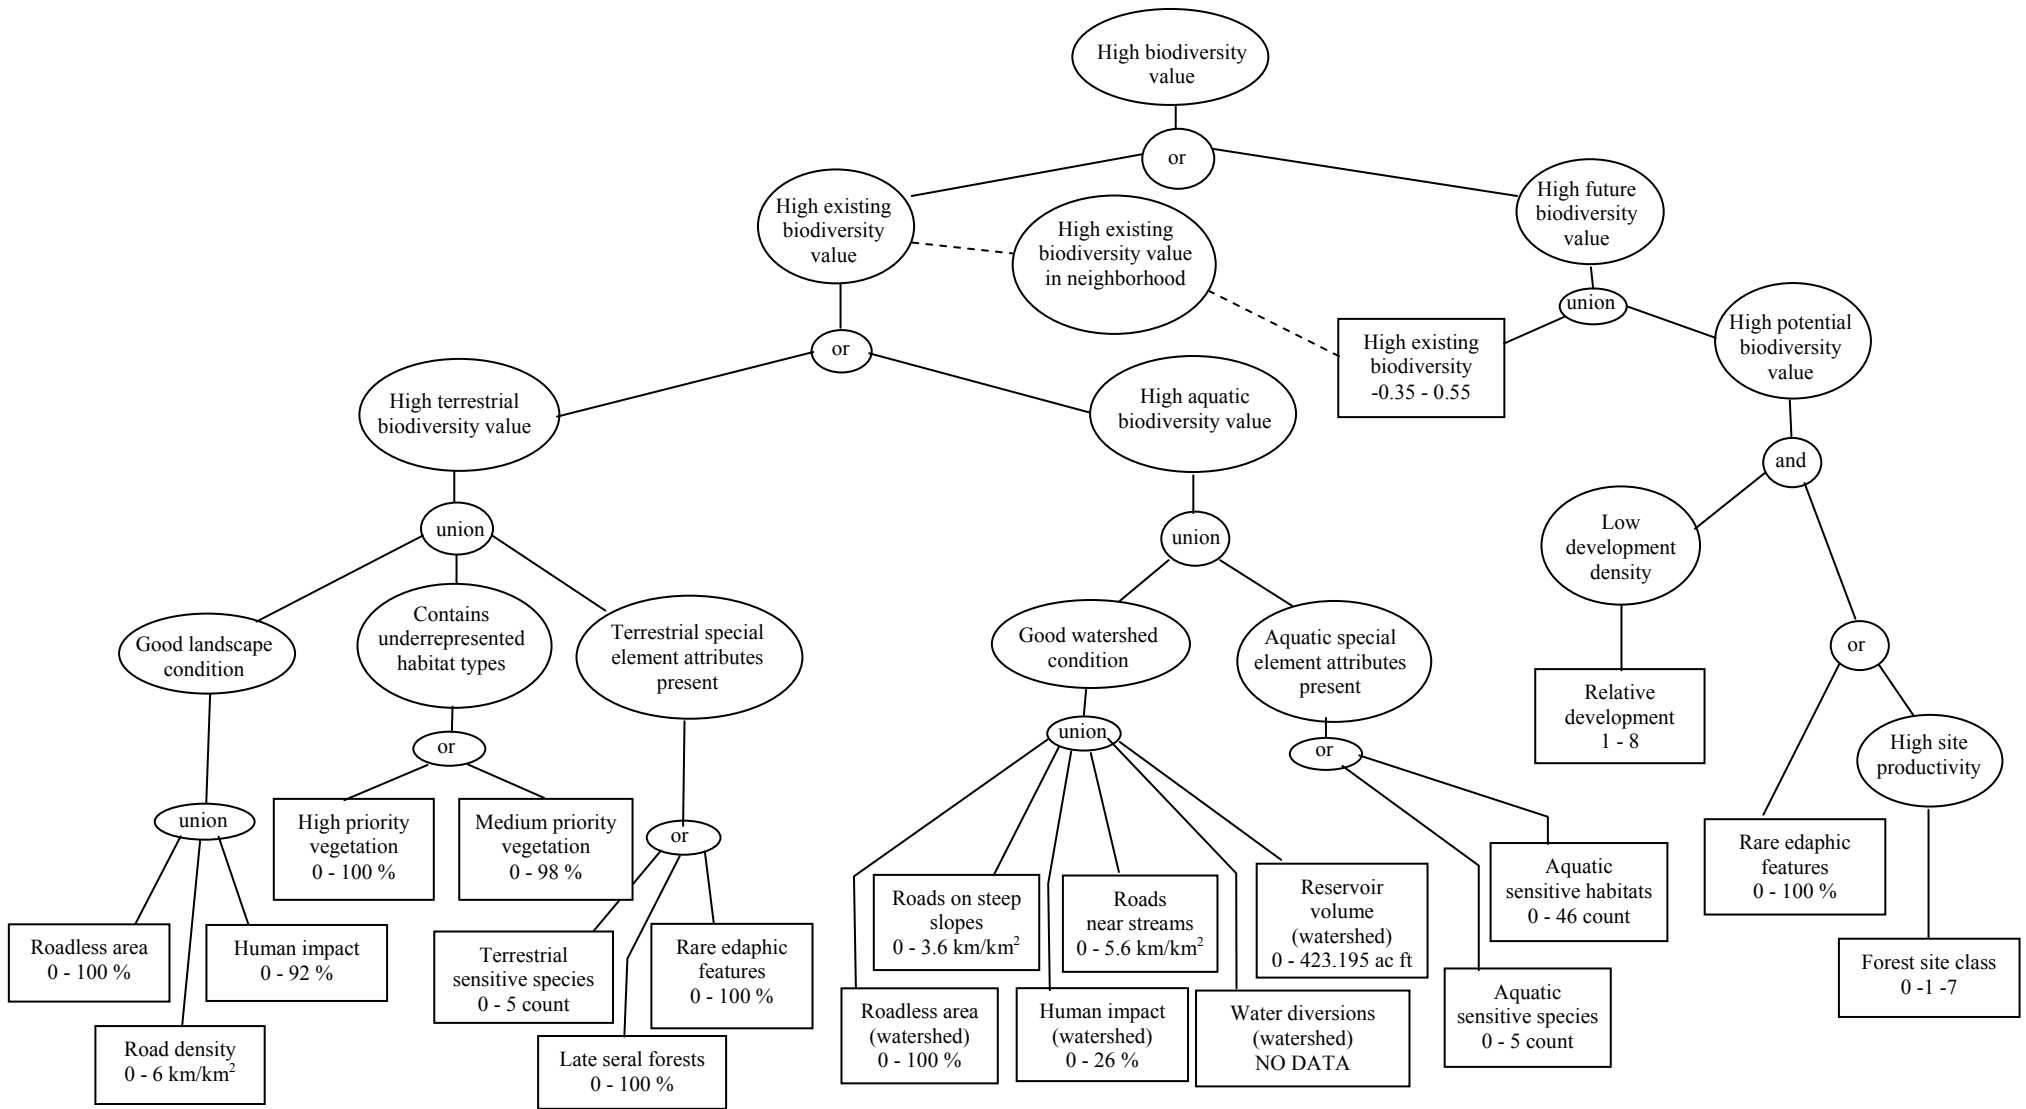 High biodiversity
value
or
High existing
biodiversity
value
High existing
biodiversity value
in neighborhood
High future
biodiversity
value
union
High existing
biodiversity
-0.35 - 0.55
High potential
biodiversity
value
or
High terrestrial
biodiversity value
High aquatic
biodiversity value
and
union
union
Low
development
density
Good landscape
condition
Contains
underrepresented
habitat types
Terrestrial special
element attributes
present
Good watershed
condition
Aquatic special
element attributes
present
or
Relative
development
1 - 8
union
or
union
or
or
High site
productivity
High priority
vegetation
0 - 100 %
Medium priority
vegetation
0 - 98 %
Rare edaphic
features
0 - 100 %
Roadless area
0 - 100 %
Human impact
0 - 92 %
Road density
0 - 6 km/km²
Terrestrial
sensitive species
0 - 5 count
Rare edaphic
features
0 - 100 %
Late seral forests
0 - 100 %
Roads on steep
slopes
0 - 3.6 km/km²
Roads
near streams
0 - 5.6 km/km²
Reservoir
volume
(watershed)
0 - 423.195 ac ft
Aquatic
sensitive habitats
0 - 46 count
Roadless area
(watershed)
0 - 100 %
Human impact
(watershed)
0 - 26 %
Water diversions
(watershed)
NO DATA
Aquatic
sensitive species
0 - 5 count
Forest site class
0 -1 -7